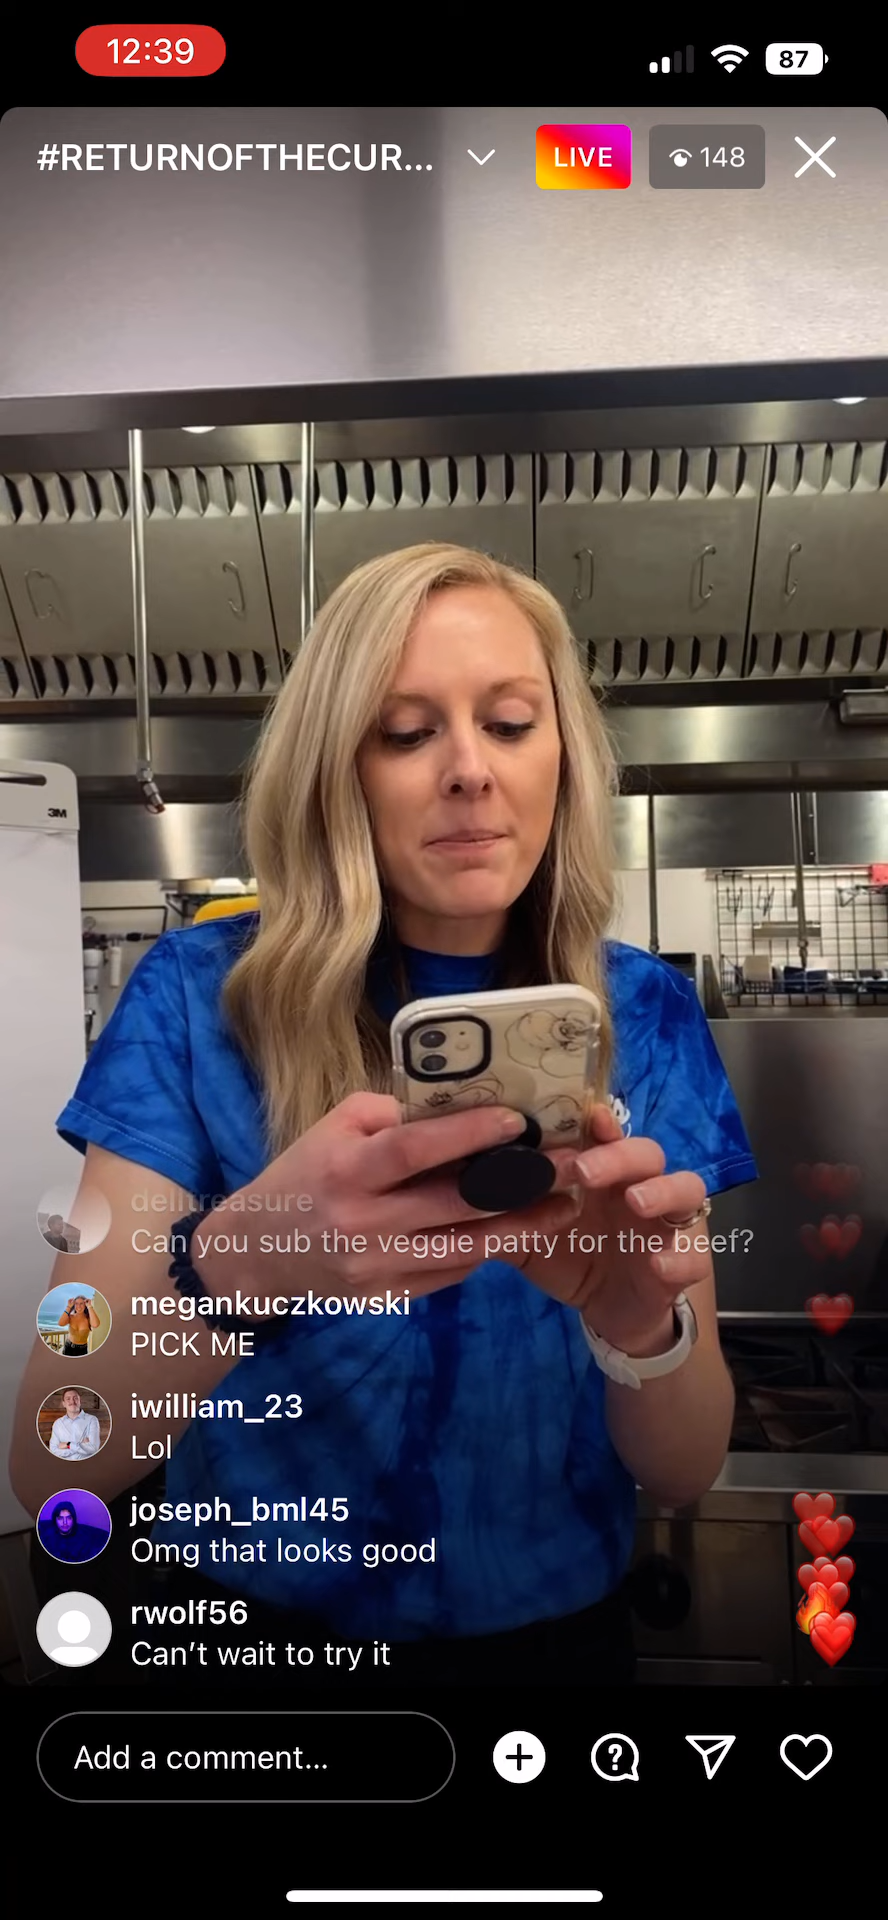 12:39
87
#RETURNOFTHECUR...
LIVE
148
3M
delltreasure
Can you sub the veggie patty for the beef?
megankuczkowski
PICK ME
iwilliam_23
Lol
joseph_bml45
Omg that looks good
rwolf56
Can’t wait to try it
Add a comment...